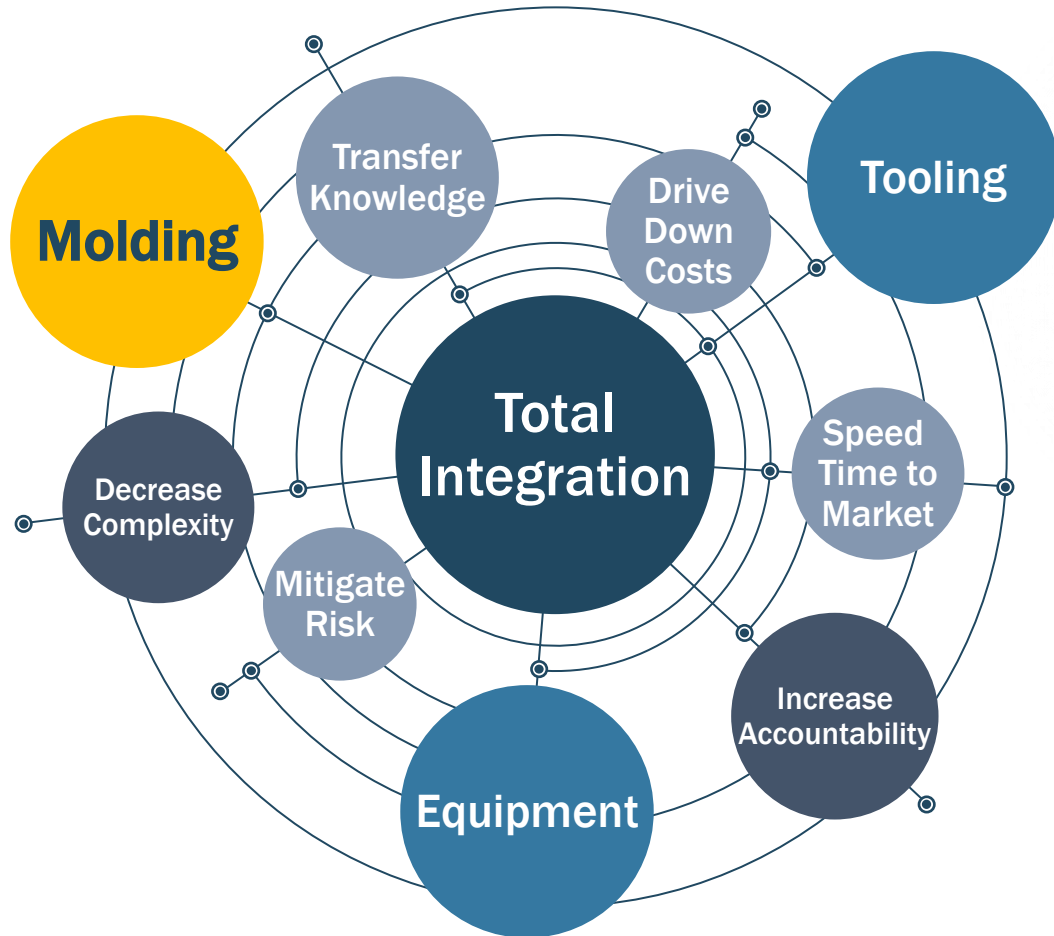 Transfer
Knowledge
Drive
Down
Costs
Tooling
Molding
Total
Integration
Speed
Time to
Market
Decrease
Complexity
Mitigate
Risk
Increase
Accountability
Equipment